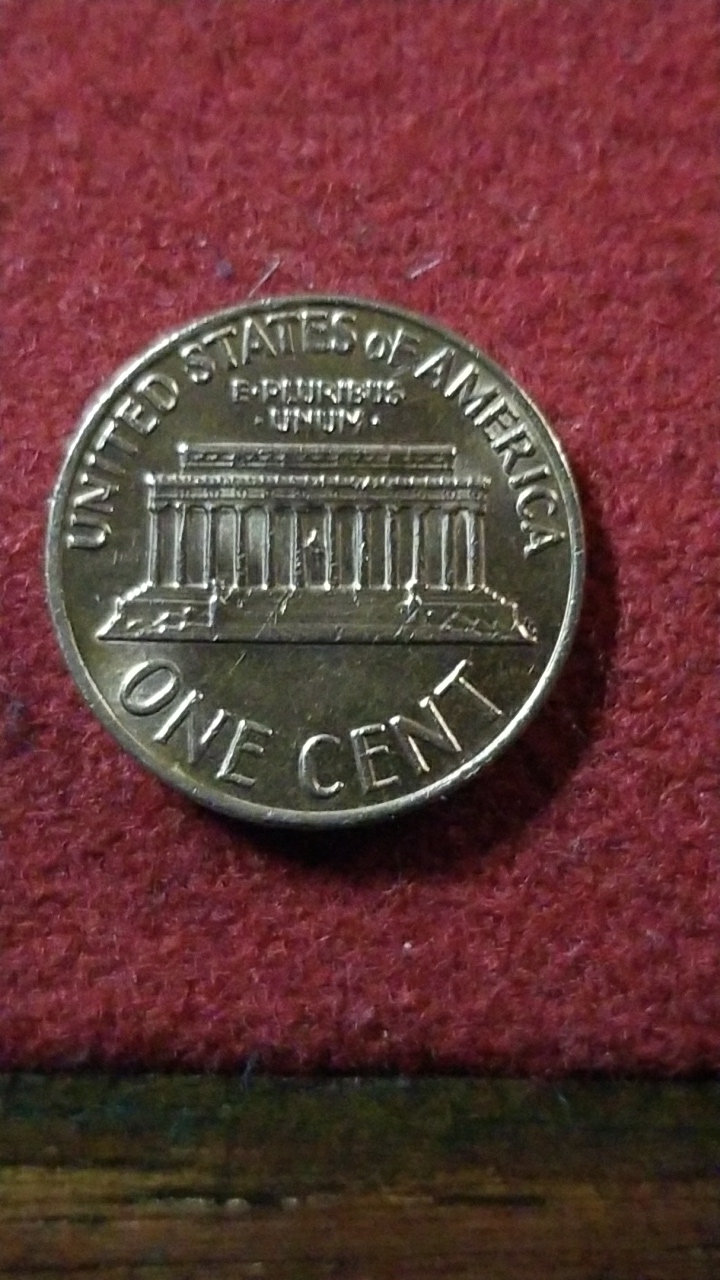 UNITED STATES oF AMERICA
E·PLURIBUS
·UNUM·
ONE CENT